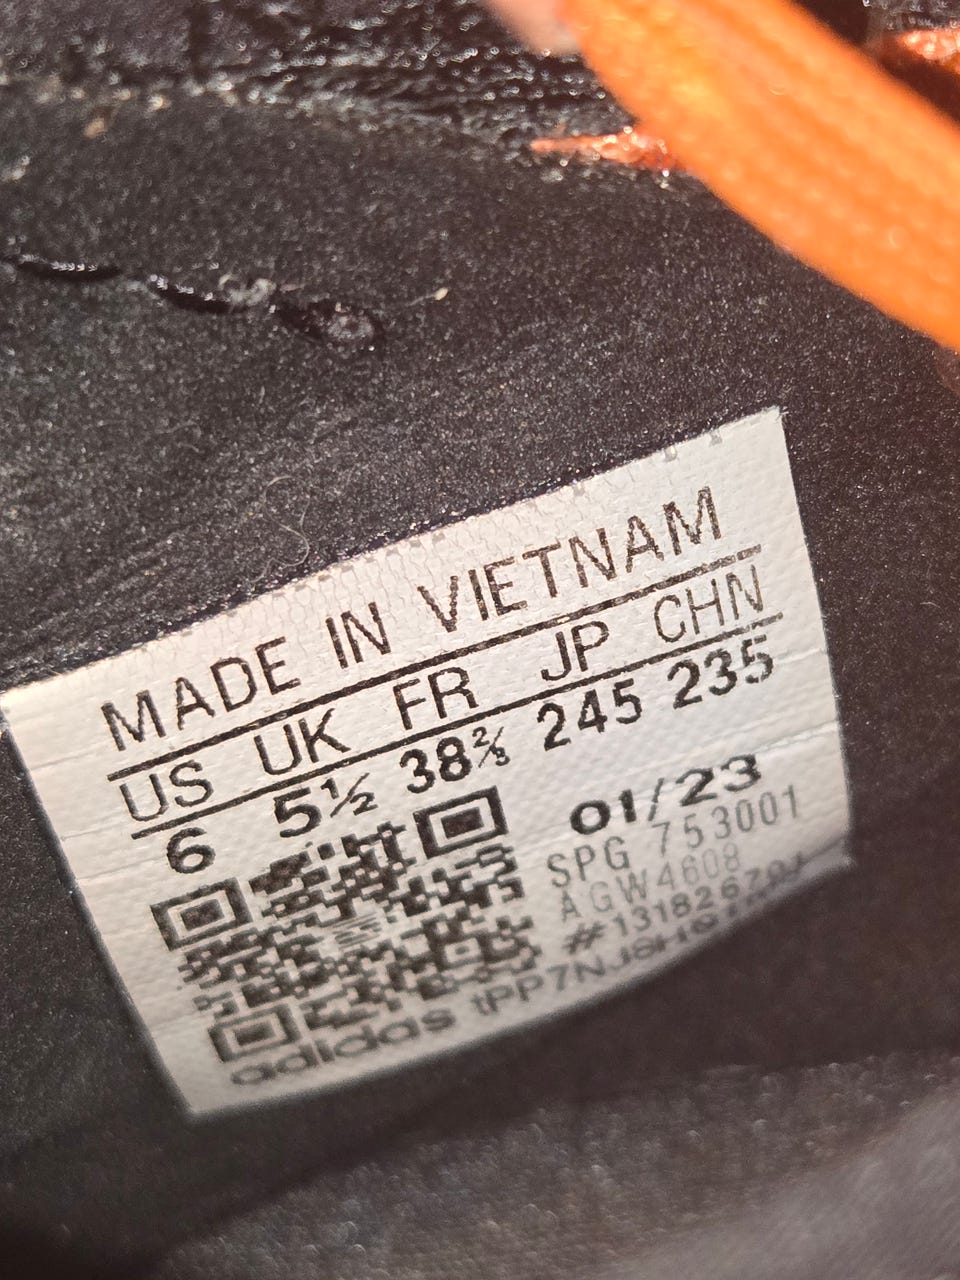 MADE IN VIETNAM
US UK FR JP CHN
6 5½ 38⅔ 245 235
01/23
SPG 753001
AGW4608
adidas